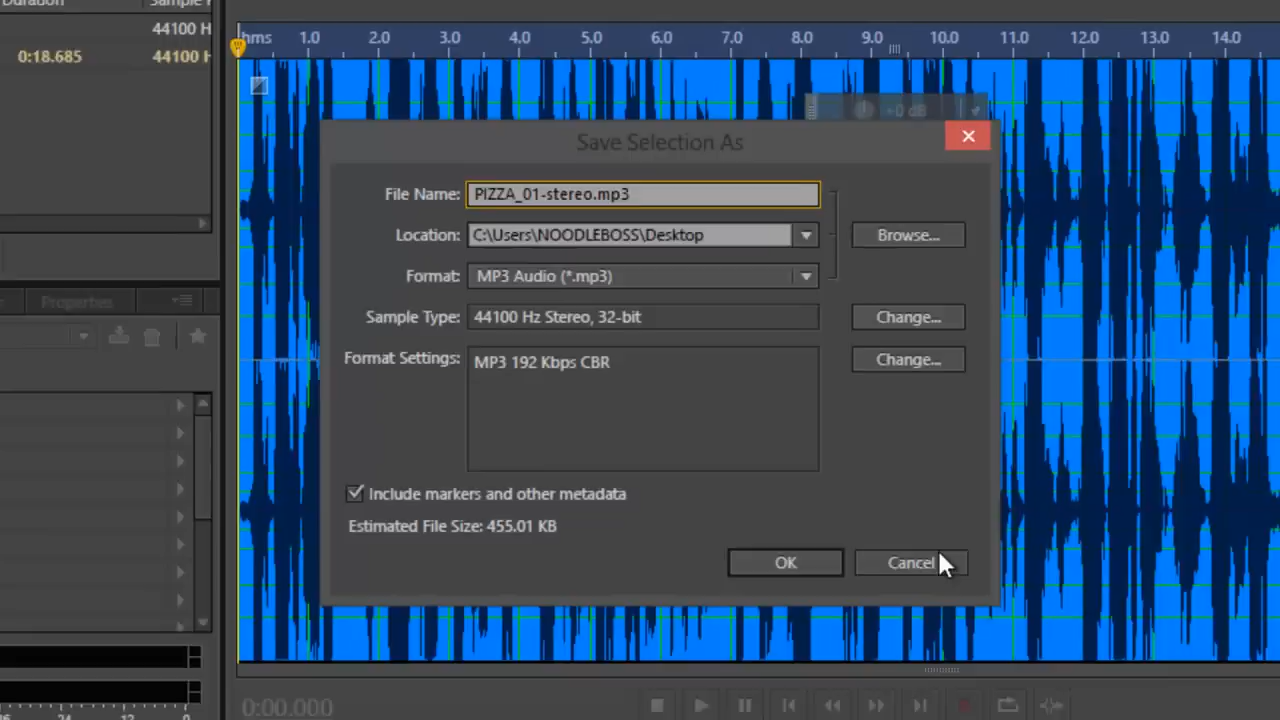 Duration
44100 H
0:18.685 44100 H
hms 1.0 2.0 3.0 4.0 5.0 6.0 7.0 8.0 9.0 10.0 11.0 12.0 13.0 14.0
+0 dB
Save Selection As
File Name: PIZZA_01-stereo.mp3
Location: C:\Users\NOODLEBOSS\Desktop Browse...
Format: MP3 Audio (*.mp3)
Sample Type: 44100 Hz Stereo, 32-bit Change...
Format Settings: MP3 192 Kbps CBR Change...
Include markers and other metadata
Estimated File Size: 455.01 KB
OK Cancel
Properties
0:00.000